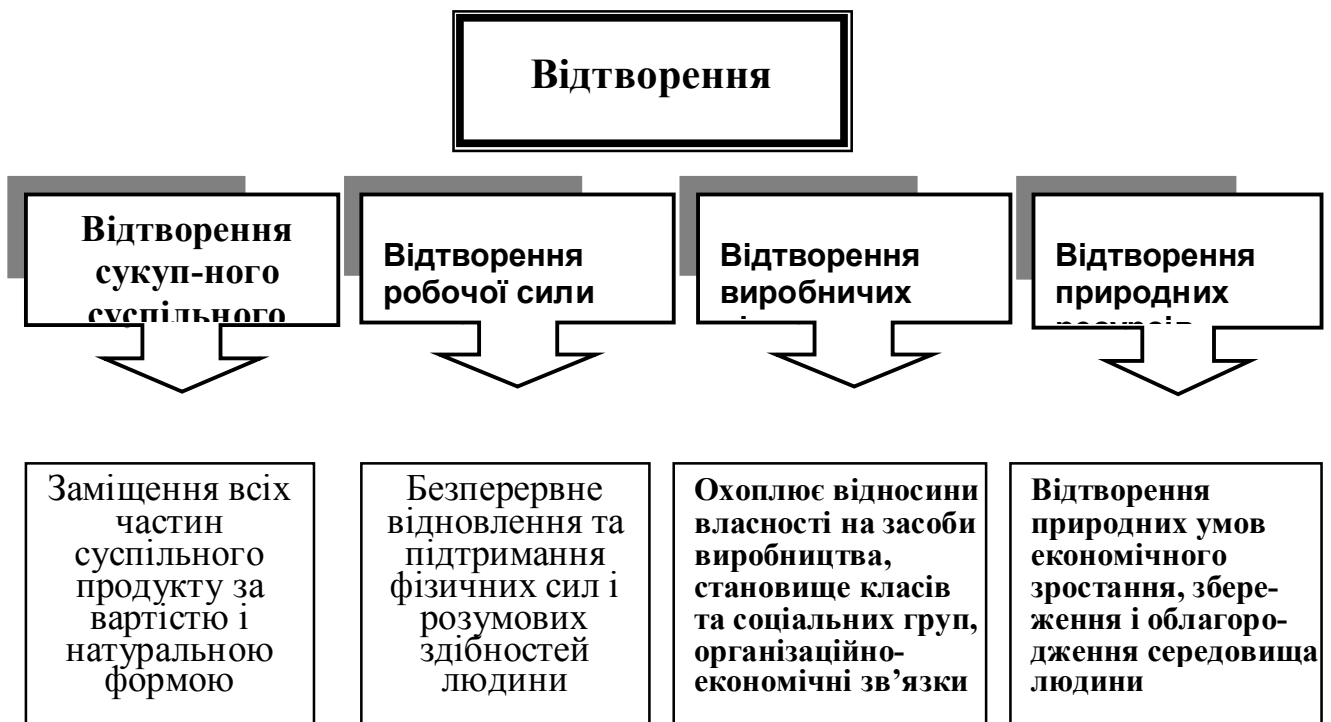 Відтворення
Відтворення
сукуп-ного
суспільного
Відтворення
робочої сили
Відтворення
виробничих
Відтворення
природних
ресурсів
Заміщення всіх
частин
суспільного
продукту за
вартістю і
натуральною
формою
Безперервне
відновлення та
підтримання
фізичних сил і
розумових
здібностей
людини
Охоплює відносини
власності на засоби
виробництва,
становище класів
та соціальних груп,
організаційно-
економічні зв’язки
Відтворення
природних умов
економічного
зростання, збере-
ження і облагоро-
дження середовища
людини